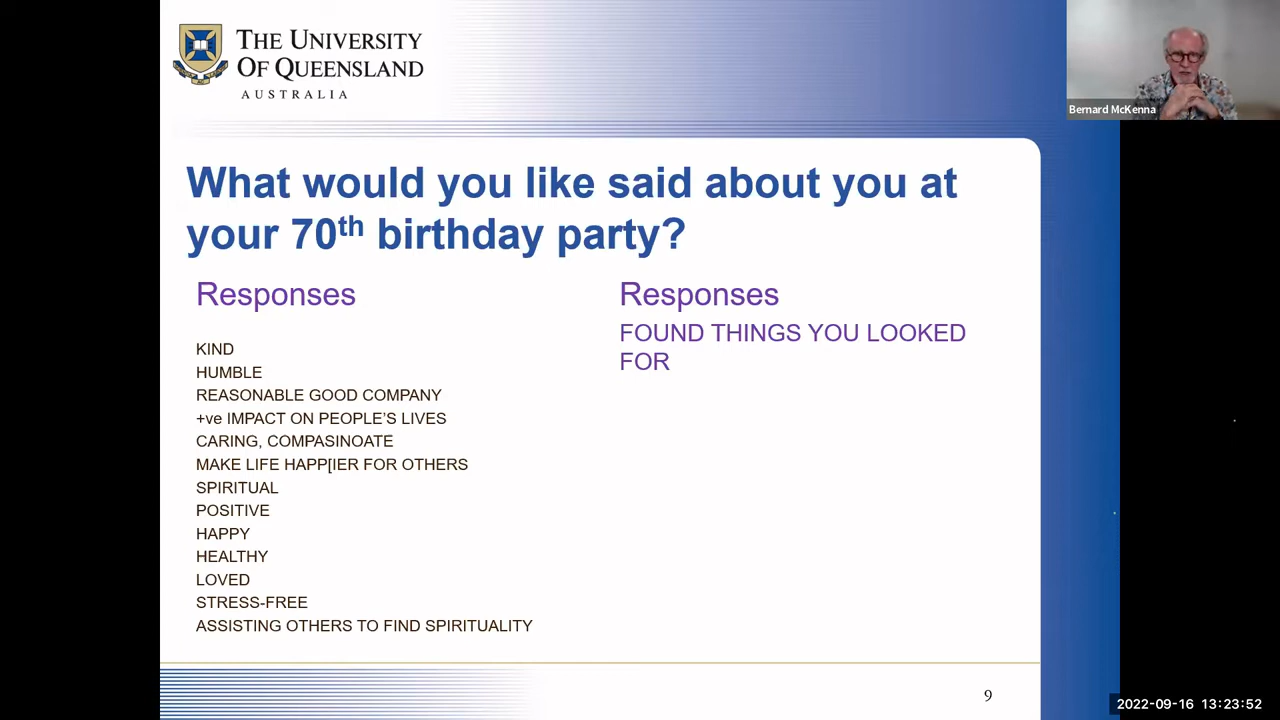 THE UNIVERSITY
OF QUEENSLAND
AUSTRALIA
Bernard McKenna
What would you like said about you at
your 70th birthday party?
Responses
KIND
HUMBLE
REASONABLE GOOD COMPANY
+ve IMPACT ON PEOPLE'S LIVES
CARING, COMPASINOATE
MAKE LIFE HAPP[IER FOR OTHERS
SPIRITUAL
POSITIVE
HAPPY
HEALTHY
LOVED
STRESS-FREE
ASSISTING OTHERS TO FIND SPIRITUALITY
Responses
FOUND THINGS YOU LOOKED
FOR
9
2022-09-16 13:23:52